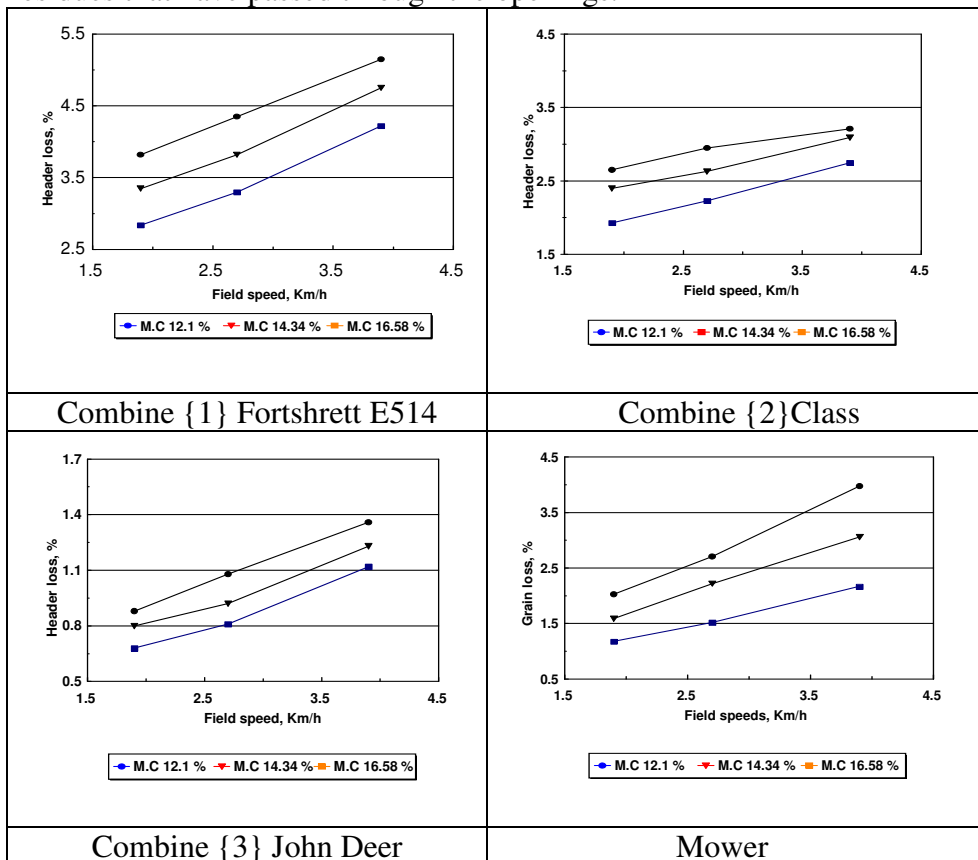 5.5
4.5
3.5
2.5
Header loss, %
1.5 2.5 3.5 4.5
Field speed, Km/h
M.C 12.1 % M.C 14.34 % M.C 16.58 %
4.5
3.5
2.5
1.5
Header loss, %
1.5 2.5 3.5 4.5
Field speed, Km/h
M.C 12.1 % M.C 14.34 % M.C 16.58 %
Combine {1} Fortshrett E514
Combine {2}Class
1.7
1.4
1.1
0.8
0.5
Header loss, %
1.5 2.5 3.5 4.5
Field speed, Km/h
M.C 12.1 % M.C 14.34 % M.C 16.58 %
4.5
3.5
2.5
1.5
0.5
Grain loss, %
1.5 2.5 3.5 4.5
Field speeds, Km/h
M.C 12.1 % M.C 14.34 % M.C 16.58 %
Combine {3} John Deer
Mower